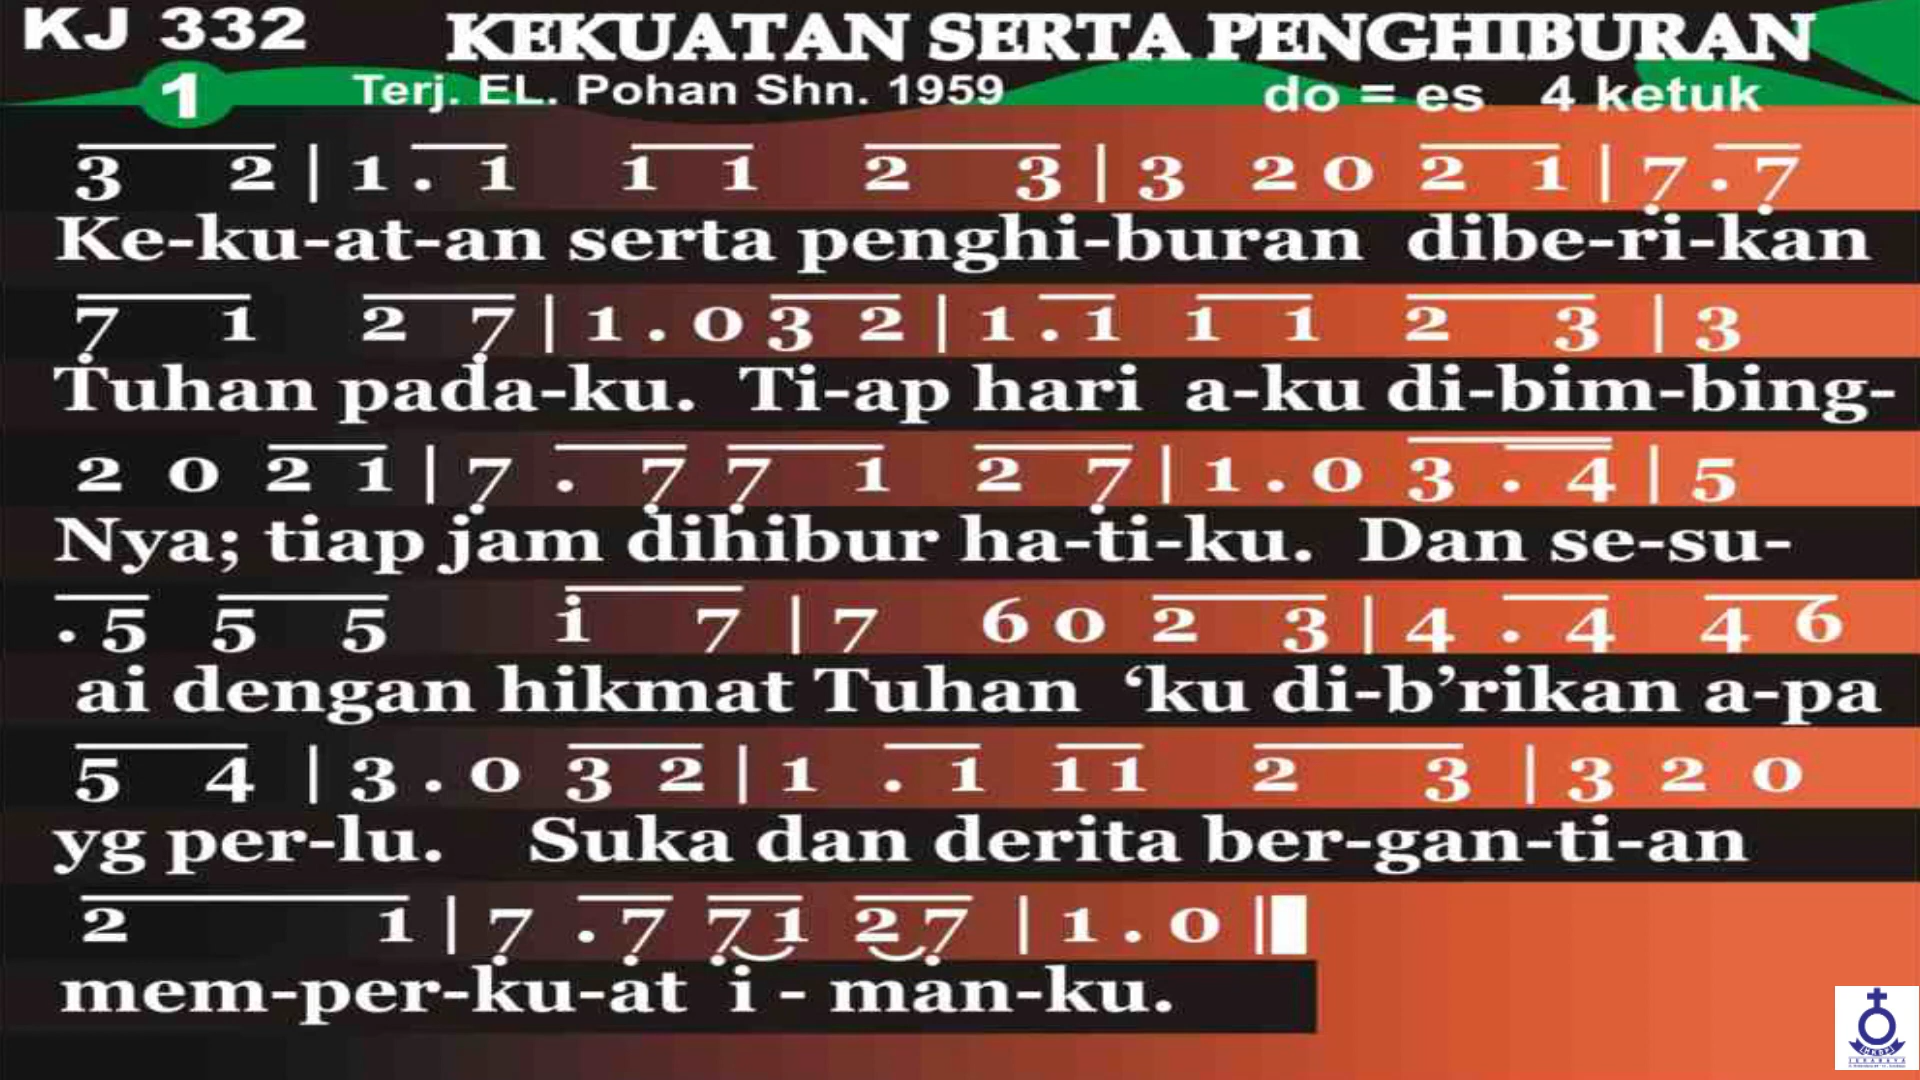 KJ 332 KEKUATAN SERTA PENGHIBURAN
1 Terj. EL. Pohan Shn. 1959 do = es 4 ketuk
3 2 | 1 . 1 1 1 2 3 | 3 2 0 2 1 | 7 . 7
Ke-ku-at-an serta penghi-buran dibe-ri-kan
7 1 2 7 | 1 . 0 3 2 | 1 . 1 1 1 2 3 | 3
Tuhan pada-ku. Ti-ap hari a-ku di-bim-bing-
2 0 2 1 | 7 . 7 7 1 2 7 | 1 . 0 3 . 4 | 5
Nya; tiap jam dihibur ha-ti-ku. Dan se-su-
. 5 5 5 i 7 | 7 6 0 2 3 | 4 . 4 4 6
ai dengan hikmat Tuhan ‘ku di-b’rikan a-pa
5 4 | 3 . 0 3 2 | 1 . 1 1 1 2 3 | 3 2 0
yg per-lu. Suka dan derita ber-gan-ti-an
2 1 | 7 . 7 7 1 2 7 | 1 . 0 ||
mem-per-ku-at i - man-ku.